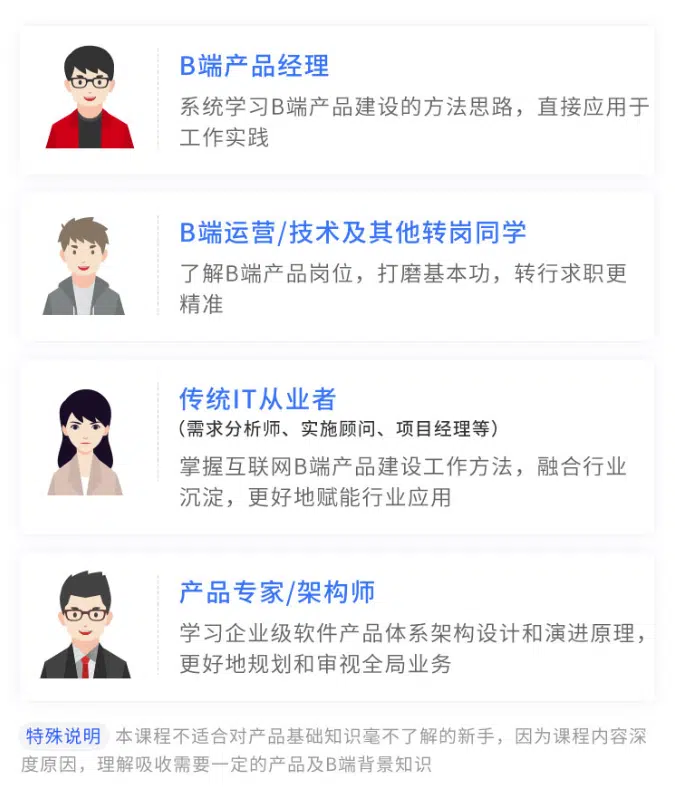 B端产品经理
系统学习B端产品建设的方法思路，直接应用于
工作实践
B端运营/技术及其他转岗同学
了解B端产品岗位，打磨基本功，转行求职更
精准
传统IT从业者
（需求分析师、实施顾问、项目经理等）
掌握互联网B端产品建设工作方法，融合行业
沉淀，更好地赋能行业应用
产品专家/架构师
学习企业级软件产品体系架构设计和演进原理，
更好地规划和审视全局业务
特殊说明 本课程不适合对产品基础知识毫不了解的新手，因为课程内容深
度原因，理解吸收需要一定的产品及B端背景知识